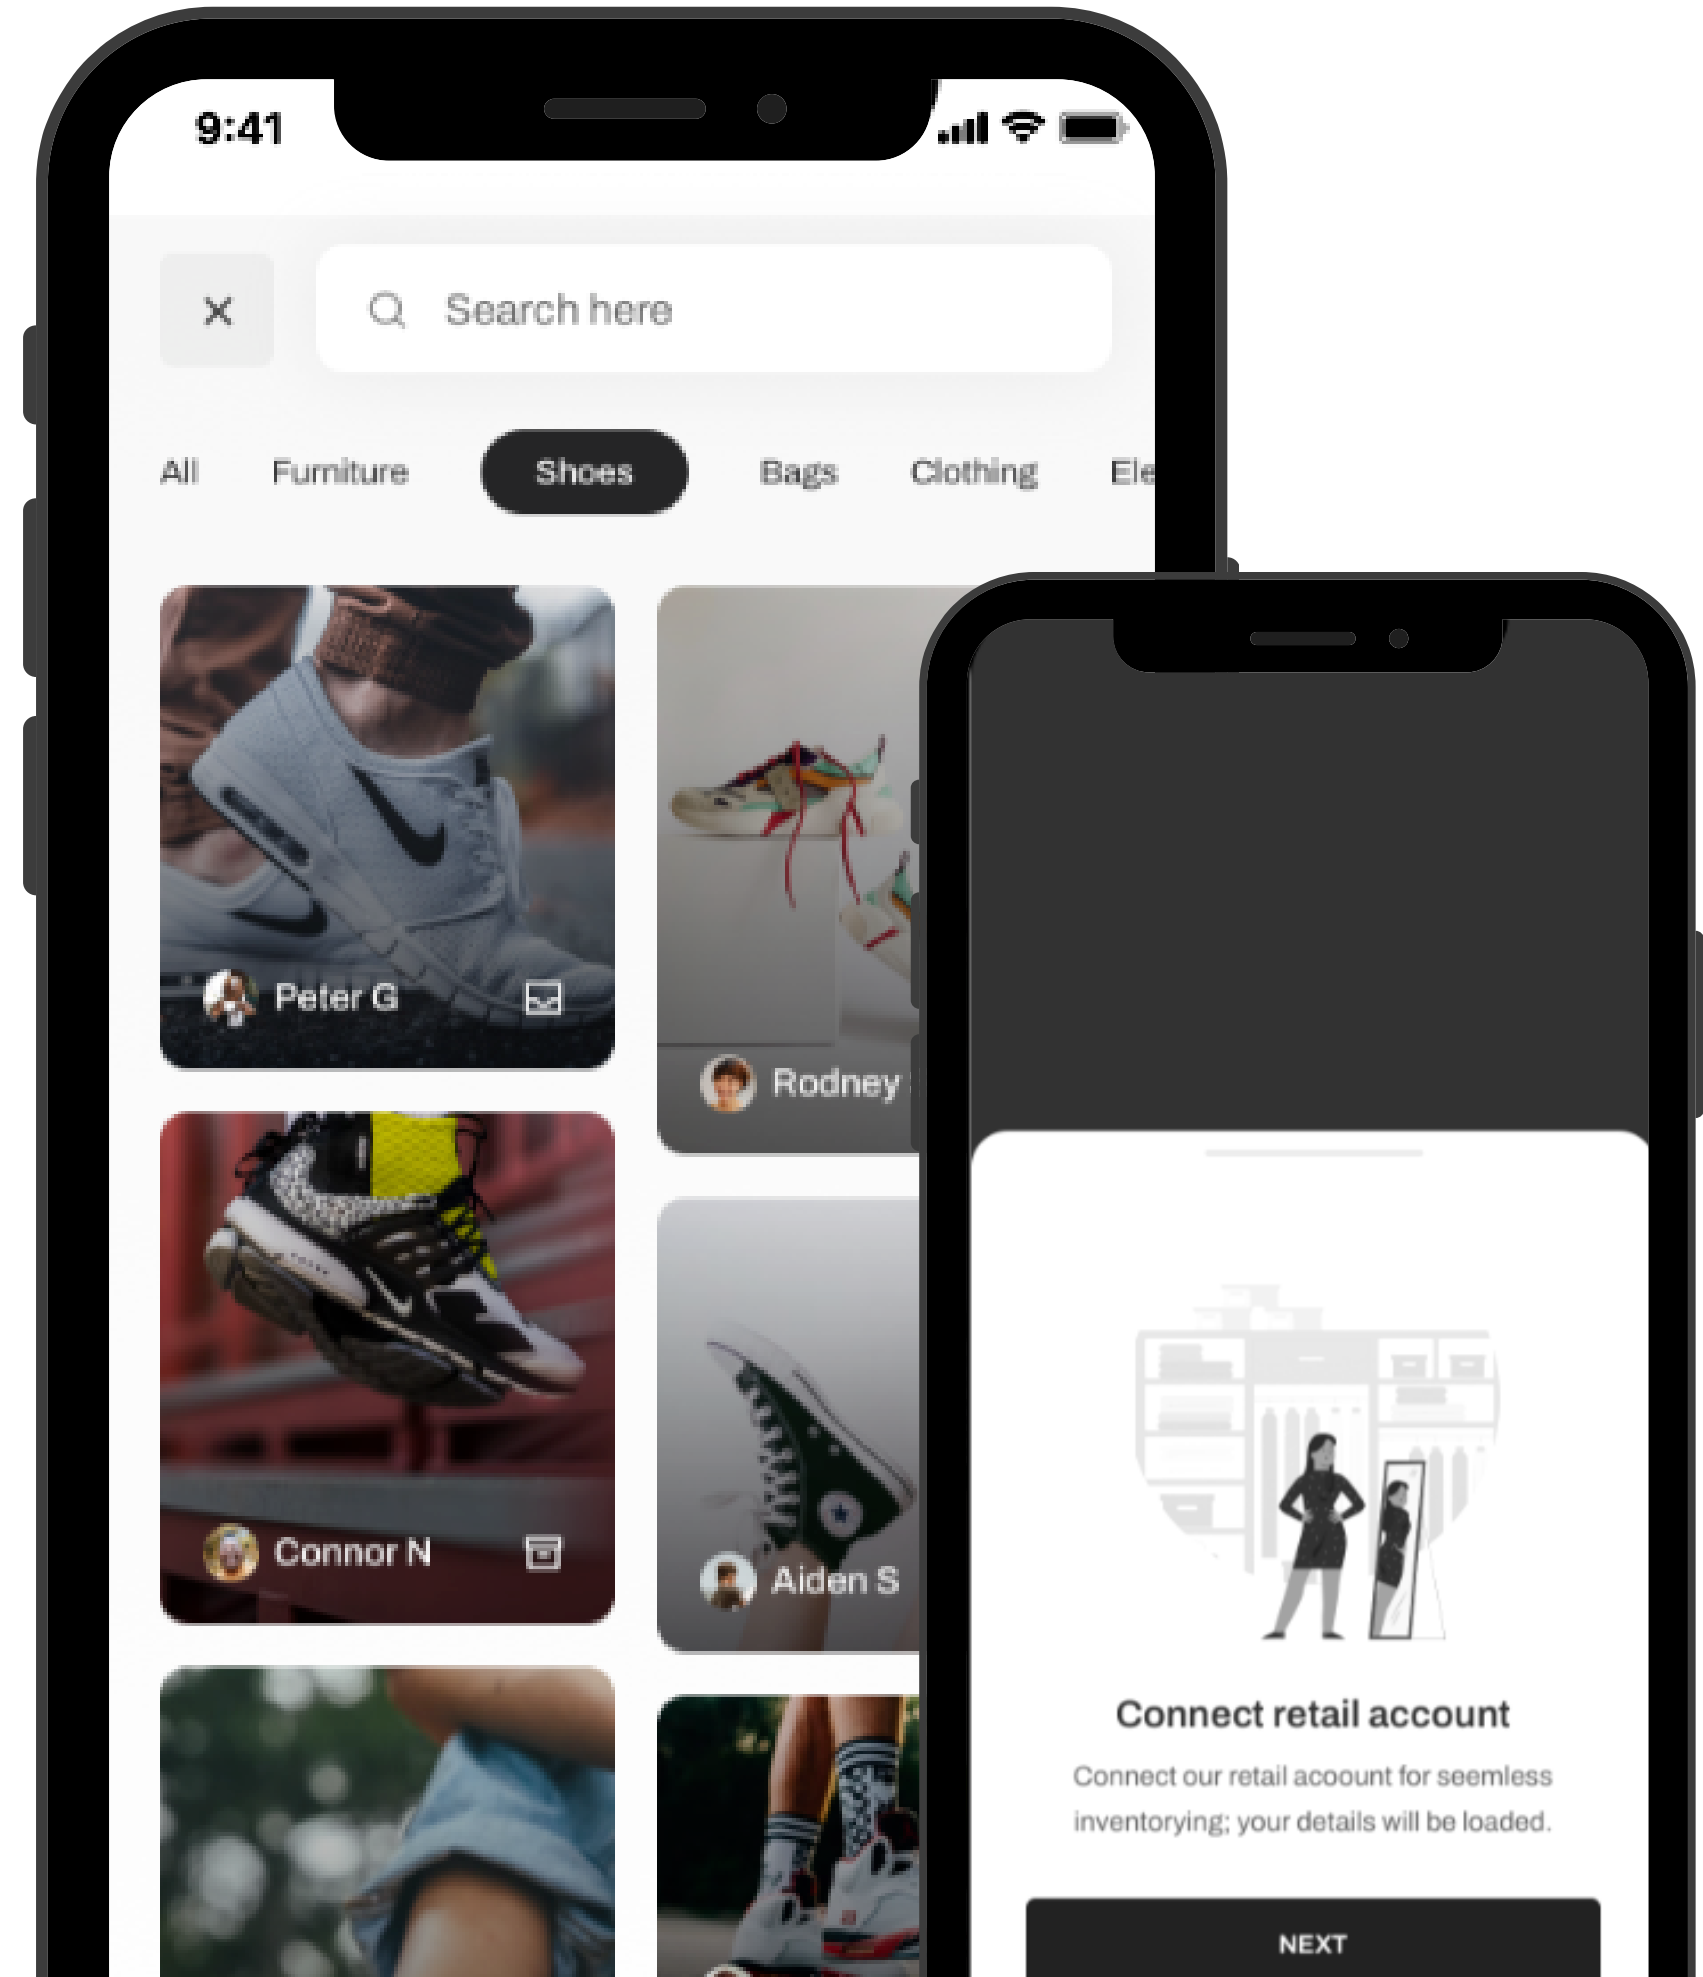 9:41
Search here
All Furniture Shoes Bags Clothing Ele
Peter G
Rodney
Connor N
Aiden S
Connect retail account
Connect our retail acoount for seemless
inventorying; your details will be loaded.
NEXT